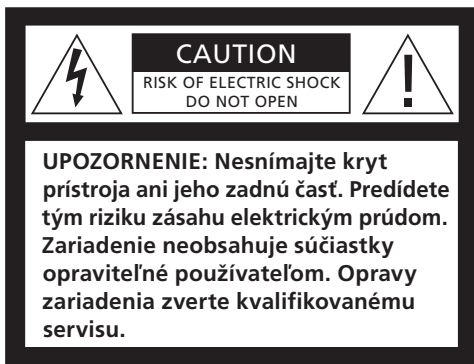 CAUTION
RISK OF ELECTRIC SHOCK
DO NOT OPEN
!
UPOZORNENIE: Nesnímajte kryt
prístroja ani jeho zadnú časť. Predídete
tým riziku zásahu elektrickým prúdom.
Zariadenie neobsahuje súčiastky
opraviteľné používateľom. Opravy
zariadenia zverte kvalifikovanému
servisu.